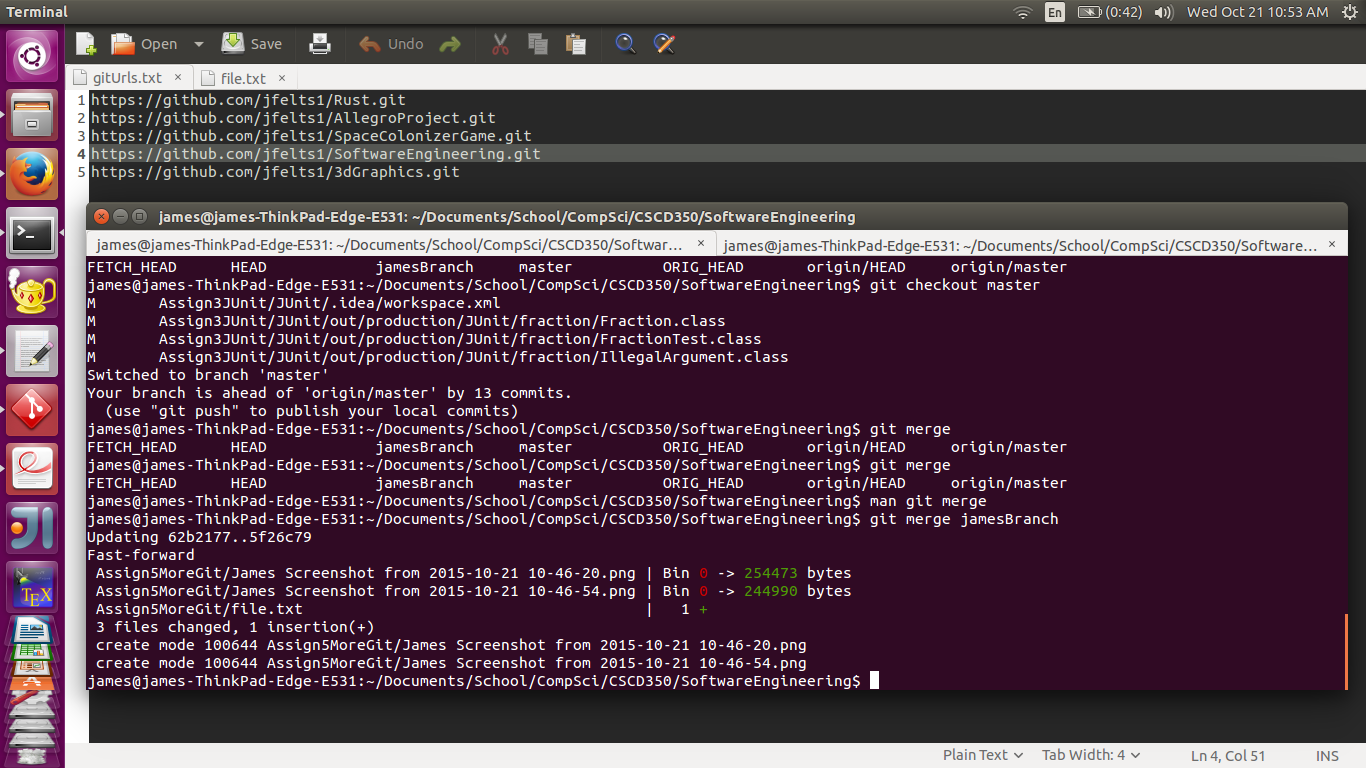 Terminal
En
(0:42)
Wed Oct 21 10:53 AM
Open
Save
Undo
gitUrls.txt ×
file.txt ×
1 https://github.com/jfelts1/Rust.git
2 https://github.com/jfelts1/AllegroProject.git
3 https://github.com/jfelts1/SpaceColonizerGame.git
4 https://github.com/jfelts1/SoftwareEngineering.git
5 https://github.com/jfelts1/3dGraphics.git
james@james-ThinkPad-Edge-E531: ~/Documents/School/CompSci/CSCD350/SoftwareEngineering
james@james-ThinkPad-Edge-E531: ~/Documents/School/CompSci/CSCD350/Softwar... ×
james@james-ThinkPad-Edge-E531: ~/Documents/School/CompSci/CSCD350/Software... ×
FETCH_HEAD HEAD jamesBranch master ORIG_HEAD origin/HEAD origin/master
james@james-ThinkPad-Edge-E531:~/Documents/School/CompSci/CSCD350/SoftwareEngineering$ git checkout master
M Assign3JUnit/JUnit/.idea/workspace.xml
M Assign3JUnit/JUnit/out/production/JUnit/fraction/Fraction.class
M Assign3JUnit/JUnit/out/production/JUnit/fraction/FractionTest.class
M Assign3JUnit/JUnit/out/production/JUnit/fraction/IllegalArgument.class
Switched to branch 'master'
Your branch is ahead of 'origin/master' by 13 commits.
(use "git push" to publish your local commits)
james@james-ThinkPad-Edge-E531:~/Documents/School/CompSci/CSCD350/SoftwareEngineering$ git merge
FETCH_HEAD HEAD jamesBranch master ORIG_HEAD origin/HEAD origin/master
james@james-ThinkPad-Edge-E531:~/Documents/School/CompSci/CSCD350/SoftwareEngineering$ git merge
FETCH_HEAD HEAD jamesBranch master ORIG_HEAD origin/HEAD origin/master
james@james-ThinkPad-Edge-E531:~/Documents/School/CompSci/CSCD350/SoftwareEngineering$ man git merge
james@james-ThinkPad-Edge-E531:~/Documents/School/CompSci/CSCD350/SoftwareEngineering$ git merge jamesBranch
Updating 62b2177..5f26c79
Fast-forward
Assign5MoreGit/James Screenshot from 2015-10-21 10-46-20.png | Bin 0 -> 254473 bytes
Assign5MoreGit/James Screenshot from 2015-10-21 10-46-54.png | Bin 0 -> 244990 bytes
Assign5MoreGit/file.txt | 1 +
3 files changed, 1 insertion(+)
create mode 100644 Assign5MoreGit/James Screenshot from 2015-10-21 10-46-20.png
create mode 100644 Assign5MoreGit/James Screenshot from 2015-10-21 10-46-54.png
james@james-ThinkPad-Edge-E531:~/Documents/School/CompSci/CSCD350/SoftwareEngineering$
TEX
Plain Text
Tab Width: 4
Ln 4, Col 51
INS